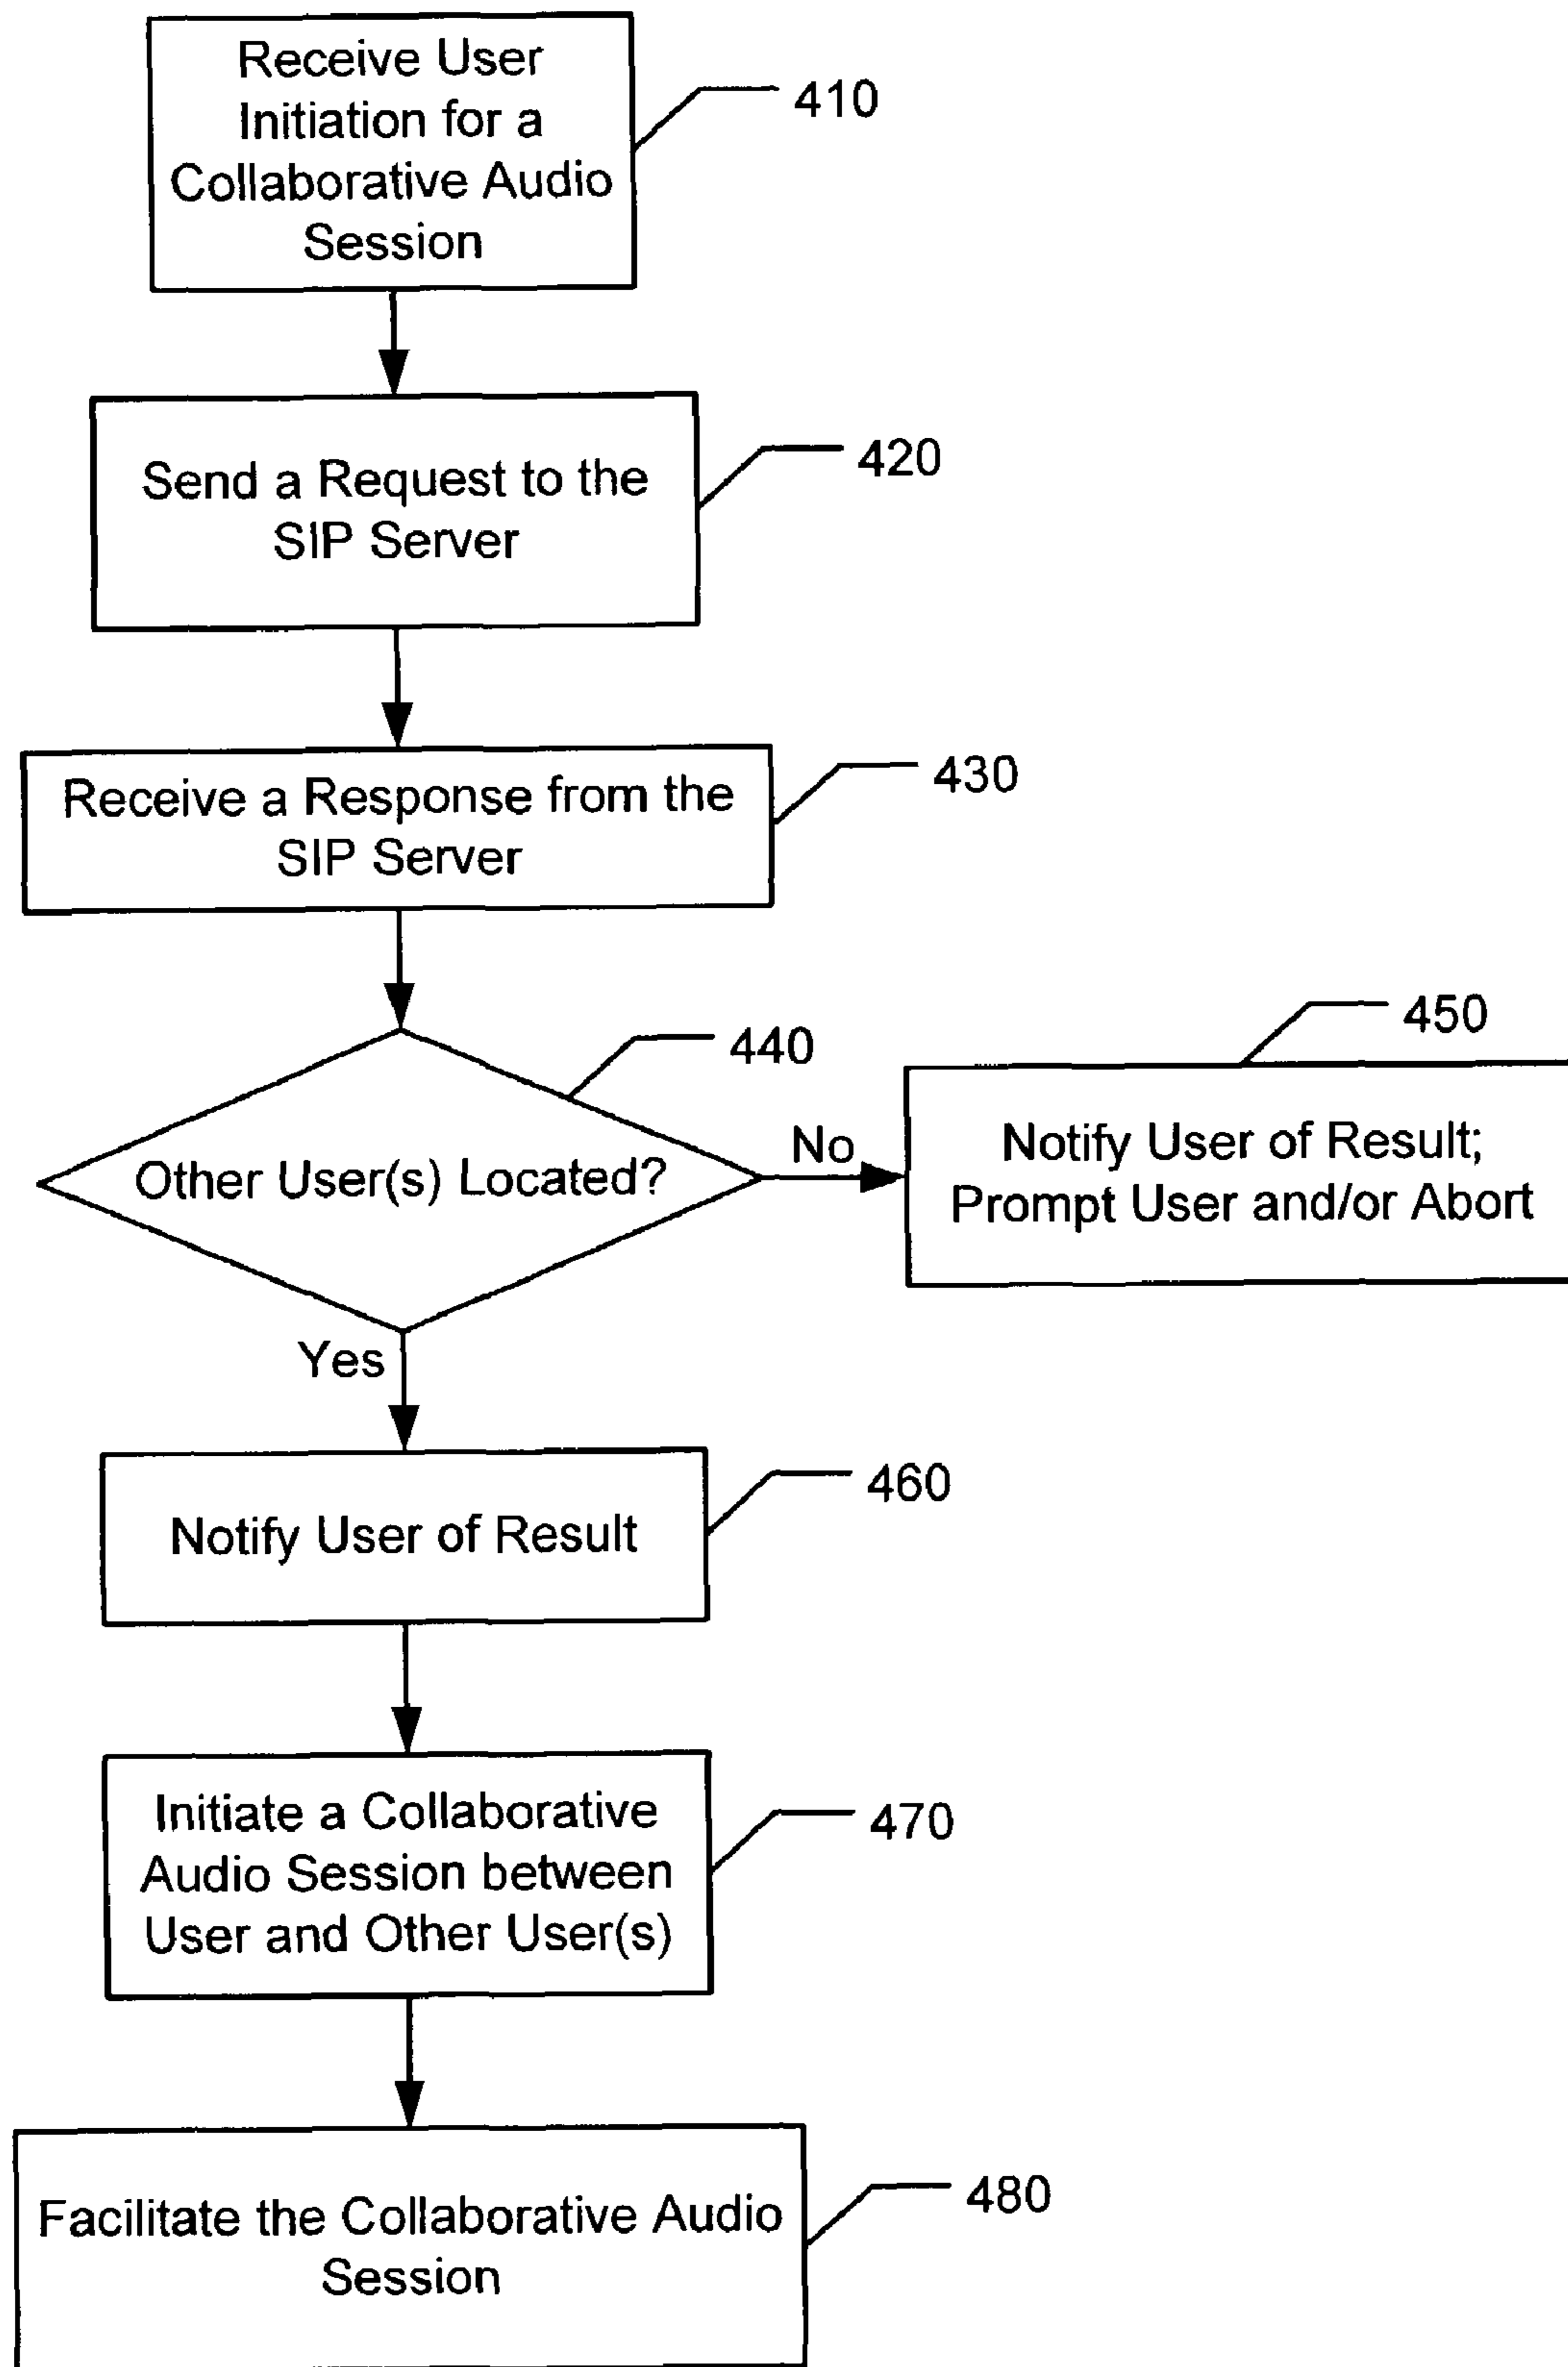 Receive User
Initiation for a
Collaborative Audio
Session
410
Send a Request to the
SIP Server
420
Receive a Response from the
SIP Server
430
Other User(s) Located?
440
No
Notify User of Result;
Prompt User and/or Abort
450
Yes
Notify User of Result
460
Initiate a Collaborative
Audio Session between
User and Other User(s)
470
Facilitate the Collaborative Audio
Session
480